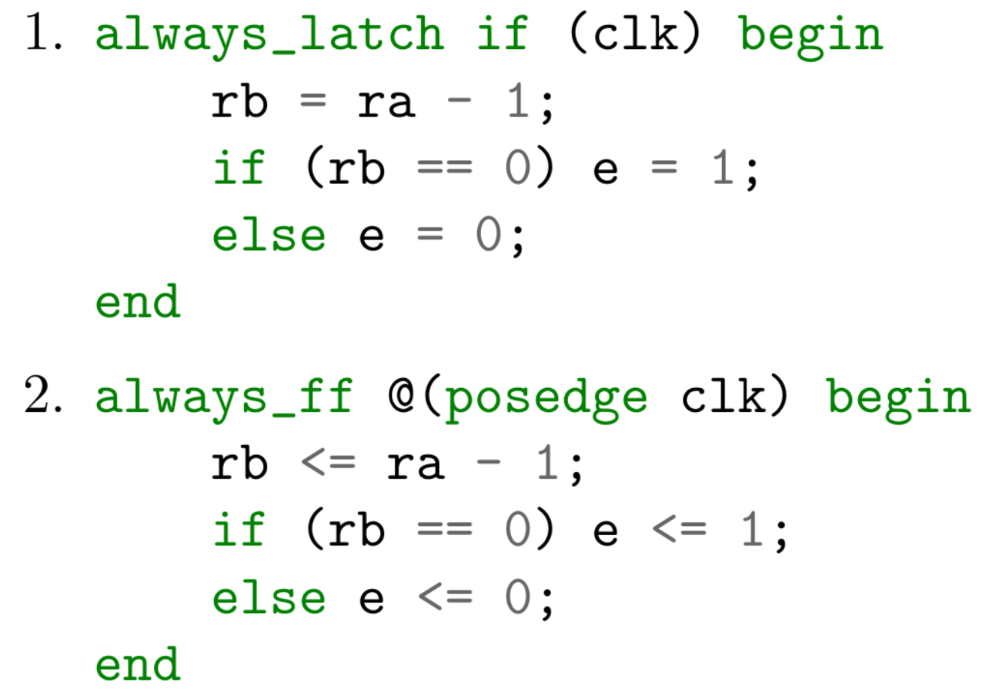 1. always_latch if (clk) begin
rb = ra - 1;
if (rb == 0) e = 1;
else e = 0;
end
2. always_ff @(posedge clk) begin
rb <= ra - 1;
if (rb == 0) e <= 1;
else e <= 0;
end